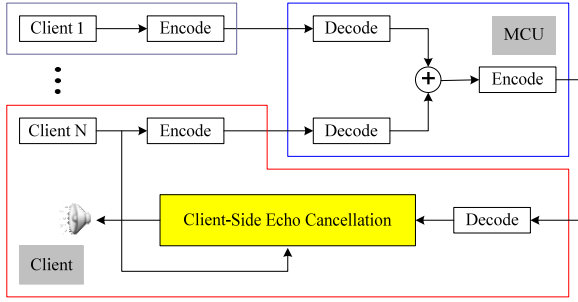 Client 1
Encode
Decode
MCU
+
Encode
Client N
Encode
Decode
Client-Side Echo Cancellation
Decode
Client